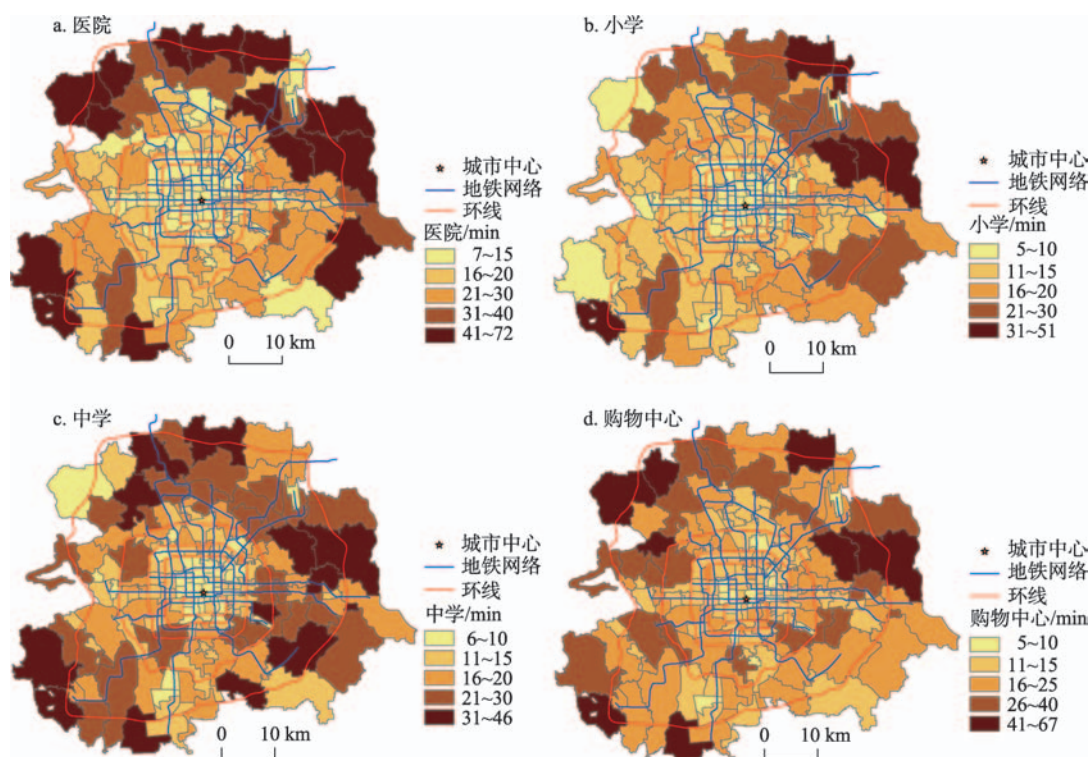 a. 医院
城市中心
地铁网络
环线
医院/min
7~15
16~20
21~30
31~40
41~72
0 10 km
b. 小学
城市中心
地铁网络
环线
小学/min
5~10
11~15
16~20
21~30
31~51
0 10 km
c. 中学
城市中心
地铁网络
环线
中学/min
6~10
11~15
16~20
21~30
31~46
0 10 km
d. 购物中心
城市中心
地铁网络
环线
购物中心/min
5~10
11~15
16~25
26~40
41~67
0 10 km